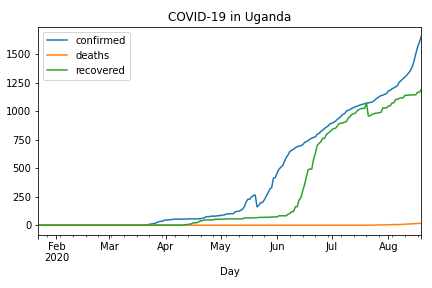 COVID-19 in Uganda
confirmed
deaths
recovered
1500
1250
1000
750
500
250
0
Feb
2020
Mar
Apr
May
Jun
Jul
Aug
Day